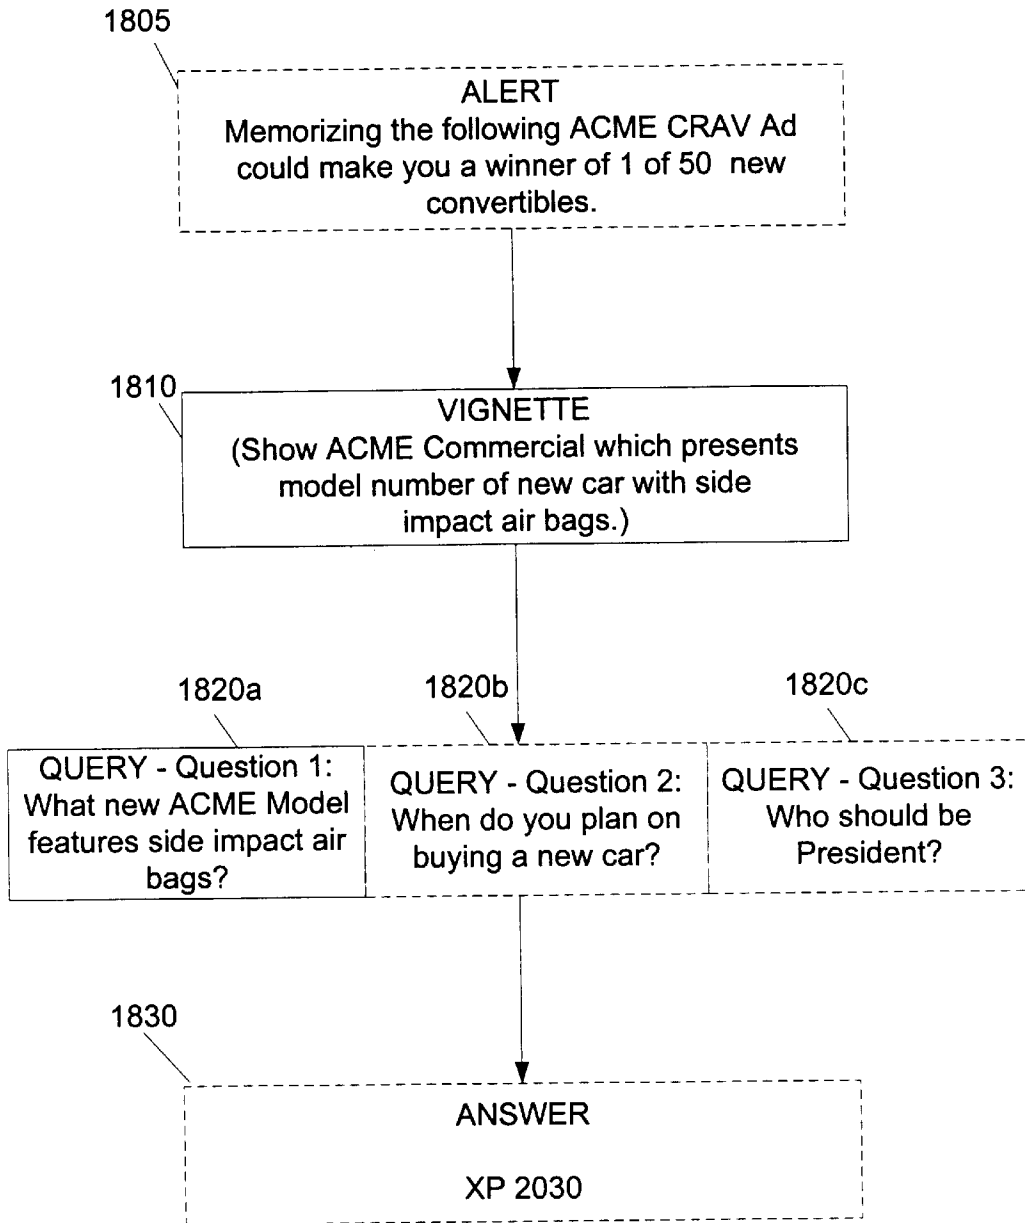 1805
ALERT
Memorizing the following ACME CRAV Ad
could make you a winner of 1 of 50 new
convertibles.
1810
VIGNETTE
(Show ACME Commercial which presents
model number of new car with side
impact air bags.)
1820a
1820b
1820c
QUERY - Question 1:
What new ACME Model
features side impact air
bags?
QUERY - Question 2:
When do you plan on
buying a new car?
QUERY - Question 3:
Who should be
President?
1830
ANSWER
XP 2030